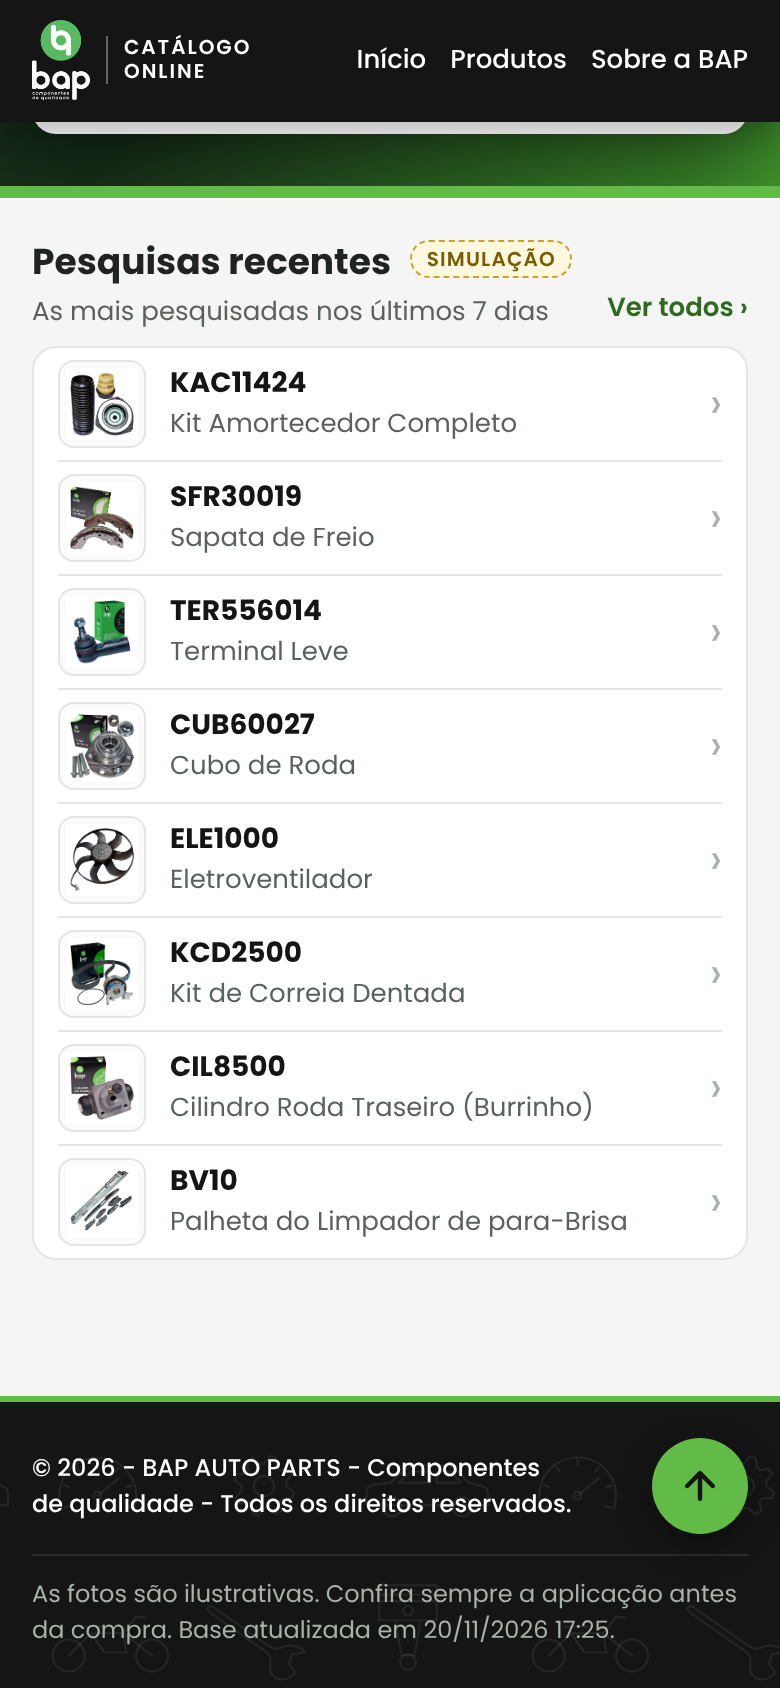 bap
componentes
de qualidade
CATÁLOGO
ONLINE
Início Produtos Sobre a BAP
Pesquisas recentes SIMULAÇÃO
As mais pesquisadas nos últimos 7 dias
Ver todos ›
KAC11424
Kit Amortecedor Completo
SFR30019
Sapata de Freio
TER556014
Terminal Leve
CUB60027
Cubo de Roda
ELE1000
Eletroventilador
KCD2500
Kit de Correia Dentada
CIL8500
Cilindro Roda Traseiro (Burrinho)
BV10
Palheta do Limpador de para-Brisa
© 2026 - BAP AUTO PARTS - Componentes
de qualidade - Todos os direitos reservados.
As fotos são ilustrativas. Confira sempre a aplicação antes
da compra. Base atualizada em 20/11/2026 17:25.